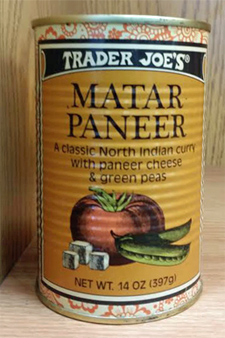 TRADER JOE'S®
MATAR
PANEER
A classic North Indian curry
with paneer cheese
& green peas
NET WT. 14 OZ (397g)